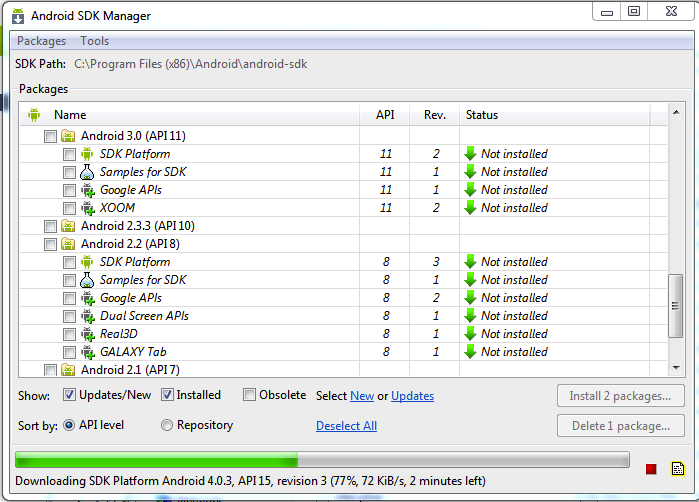 Android SDK Manager
Packages Tools
SDK Path: C:\Program Files (x86)\Android\android-sdk
Packages
Name API Rev. Status
Android 3.0 (API 11)
SDK Platform 11 2 Not installed
Samples for SDK 11 1 Not installed
Google APIs 11 1 Not installed
XOOM 11 2 Not installed
Android 2.3.3 (API 10)
Android 2.2 (API 8)
SDK Platform 8 3 Not installed
Samples for SDK 8 1 Not installed
Google APIs 8 2 Not installed
Dual Screen APIs 8 1 Not installed
Real3D 8 1 Not installed
GALAXY Tab 8 1 Not installed
Android 2.1 (API 7)
Show: Updates/New Installed Obsolete Select New or Updates Install 2 packages...
Sort by: API level Repository Deselect All Delete 1 package...
Downloading SDK Platform Android 4.0.3, API 15, revision 3 (77%, 72 KiB/s, 2 minutes left)